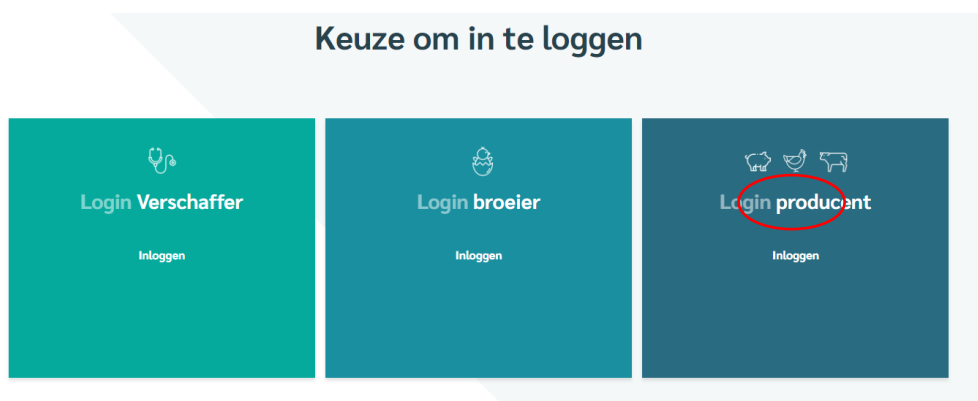 Keuze om in te loggen
Login Verschaffer
Inloggen
Login broeier
Inloggen
Login producent
Inloggen